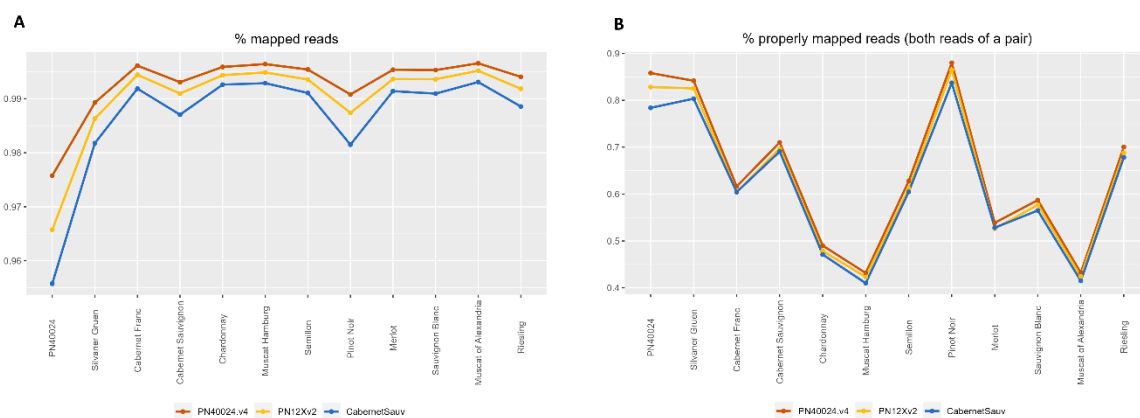 A
% mapped reads
0.99
0.98
0.97
0.96
PN40024
Silvaner Gruen
Cabernet Franc
Cabernet Sauvignon
Chardonnay
Muscat Hamburg
Semilon
Pinot Noir
Merlot
Sauvignon Blanc
Muscat of Alexandria
Riesling
PN40024.v4 PN12Xv2 CabernetSauv
B
% properly mapped reads (both reads of a pair)
0.9
0.8
0.7
0.6
0.5
0.4
PN40024
Silvaner Gruen
Cabernet Franc
Cabernet Sauvignon
Chardonnay
Muscat Hamburg
Semilon
Pinot Noir
Merlot
Sauvignon Blanc
Muscat of Alexandria
Riesling
PN40024.v4 PN12Xv2 CabernetSauv